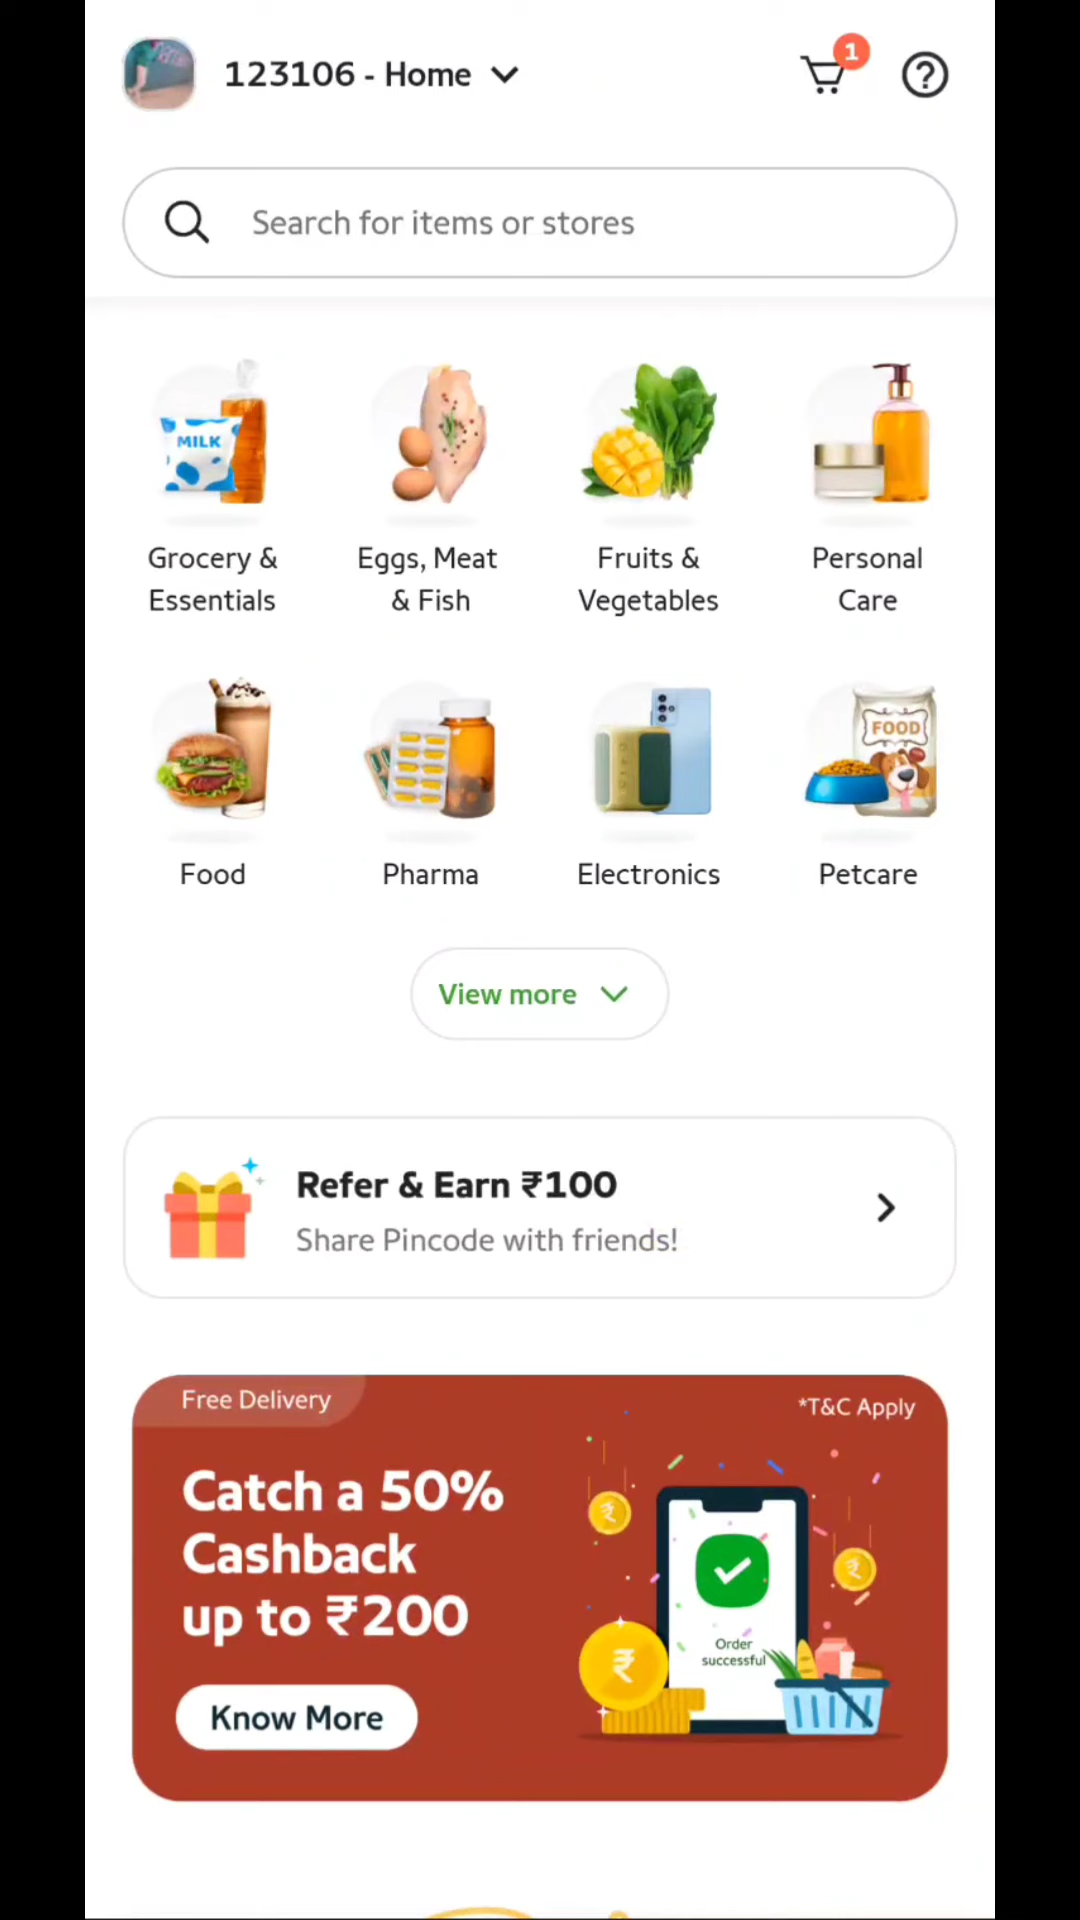 123106 - Home
1
Search for items or stores
MILK
Grocery &
Essentials
Eggs, Meat
& Fish
Fruits &
Vegetables
Personal
Care
FOOD
Food
Pharma
Electronics
Petcare
View more
Refer & Earn ₹100
Share Pincode with friends!
Free Delivery
*T&C Apply
Catch a 50%
Cashback
up to ₹200
Order
successful
Know More